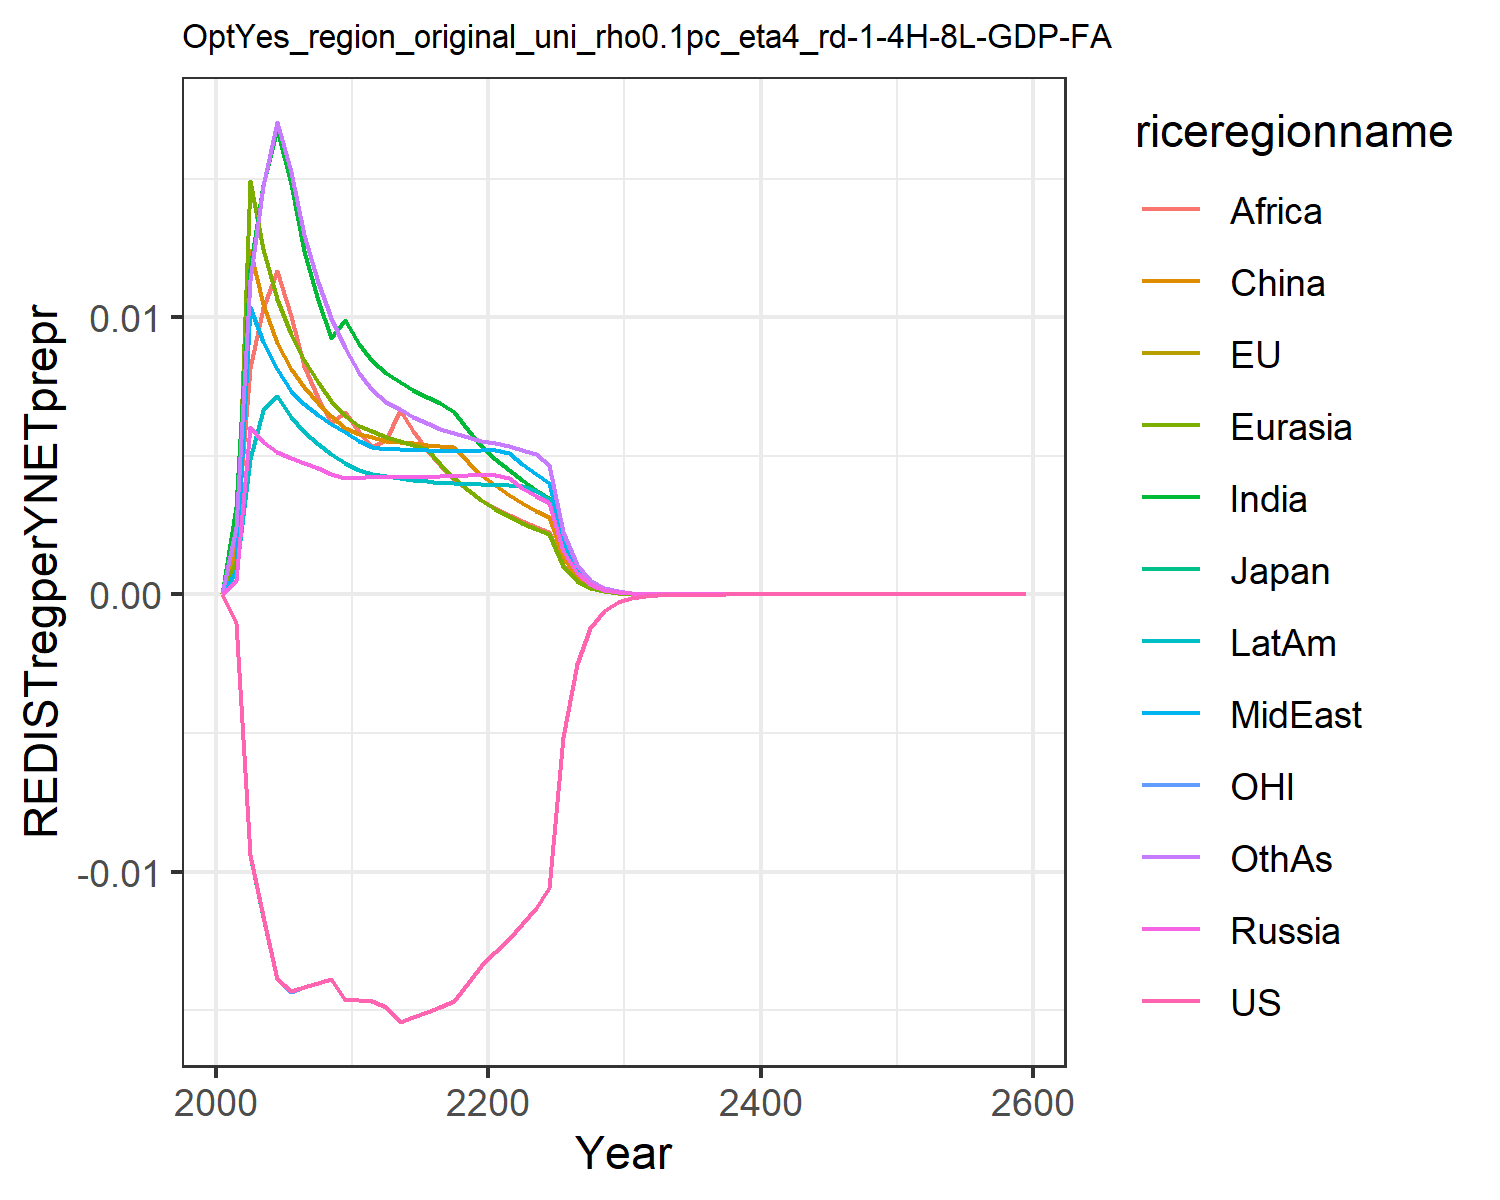 OptYes_region_original_uni_rho0.1pc_eta4_rd-1-4H-8L-GDP-FA
REDISTregperYNETprepr
0.01
0.00
-0.01
2000
2200
2400
2600
Year
riceregionname
Africa
China
EU
Eurasia
India
Japan
LatAm
MidEast
OHI
OthAs
Russia
US